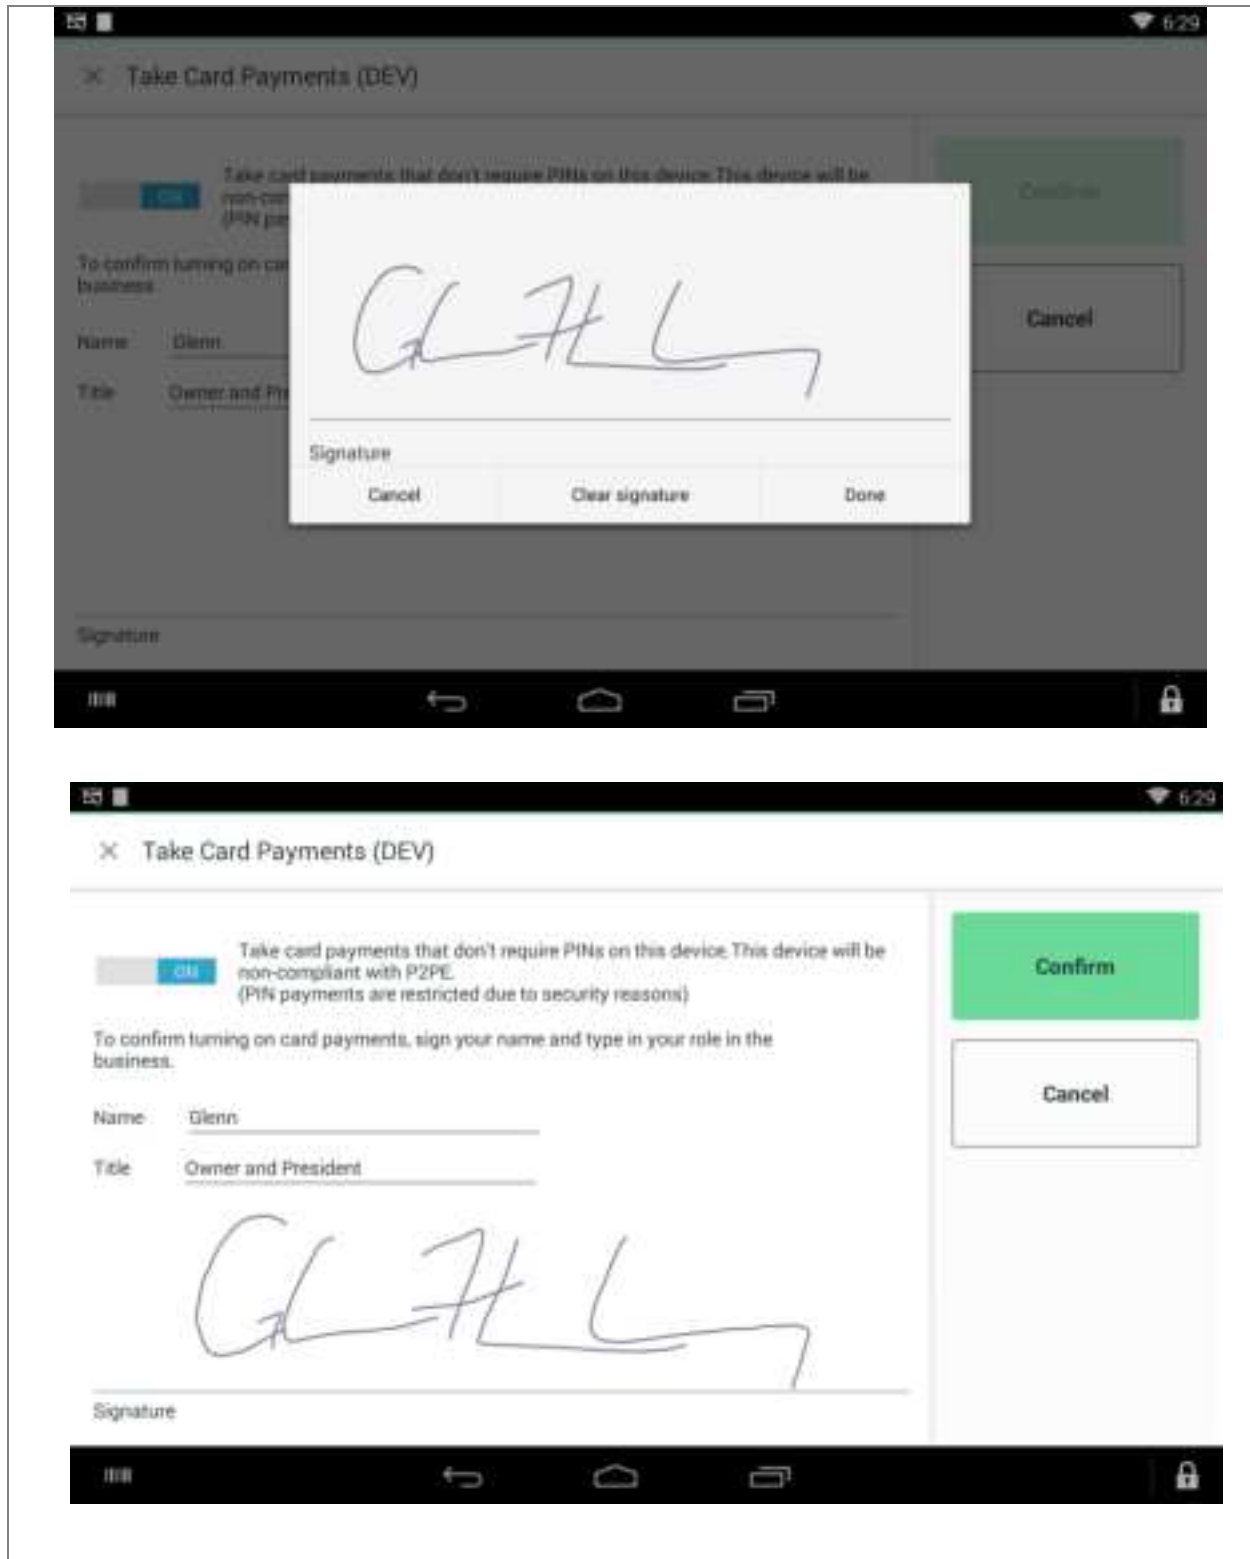 6:29
Take Card Payments (DEV)
Take card payments that don't require PINs on this device. This device will be
ON
non-com
(PIN pay
To confirm turning on car
business
Confirm
Cancel
Name Glenn
Title Owner and Pre
Signature
Cancel Clear signature Done
Signature
6:29
Take Card Payments (DEV)
Take card payments that don't require PINs on this device. This device will be
ON non-compliant with P2PE.
(PIN payments are restricted due to security reasons)
Confirm
To confirm turning on card payments, sign your name and type in your role in the
business.
Cancel
Name Glenn
Title Owner and President
Signature